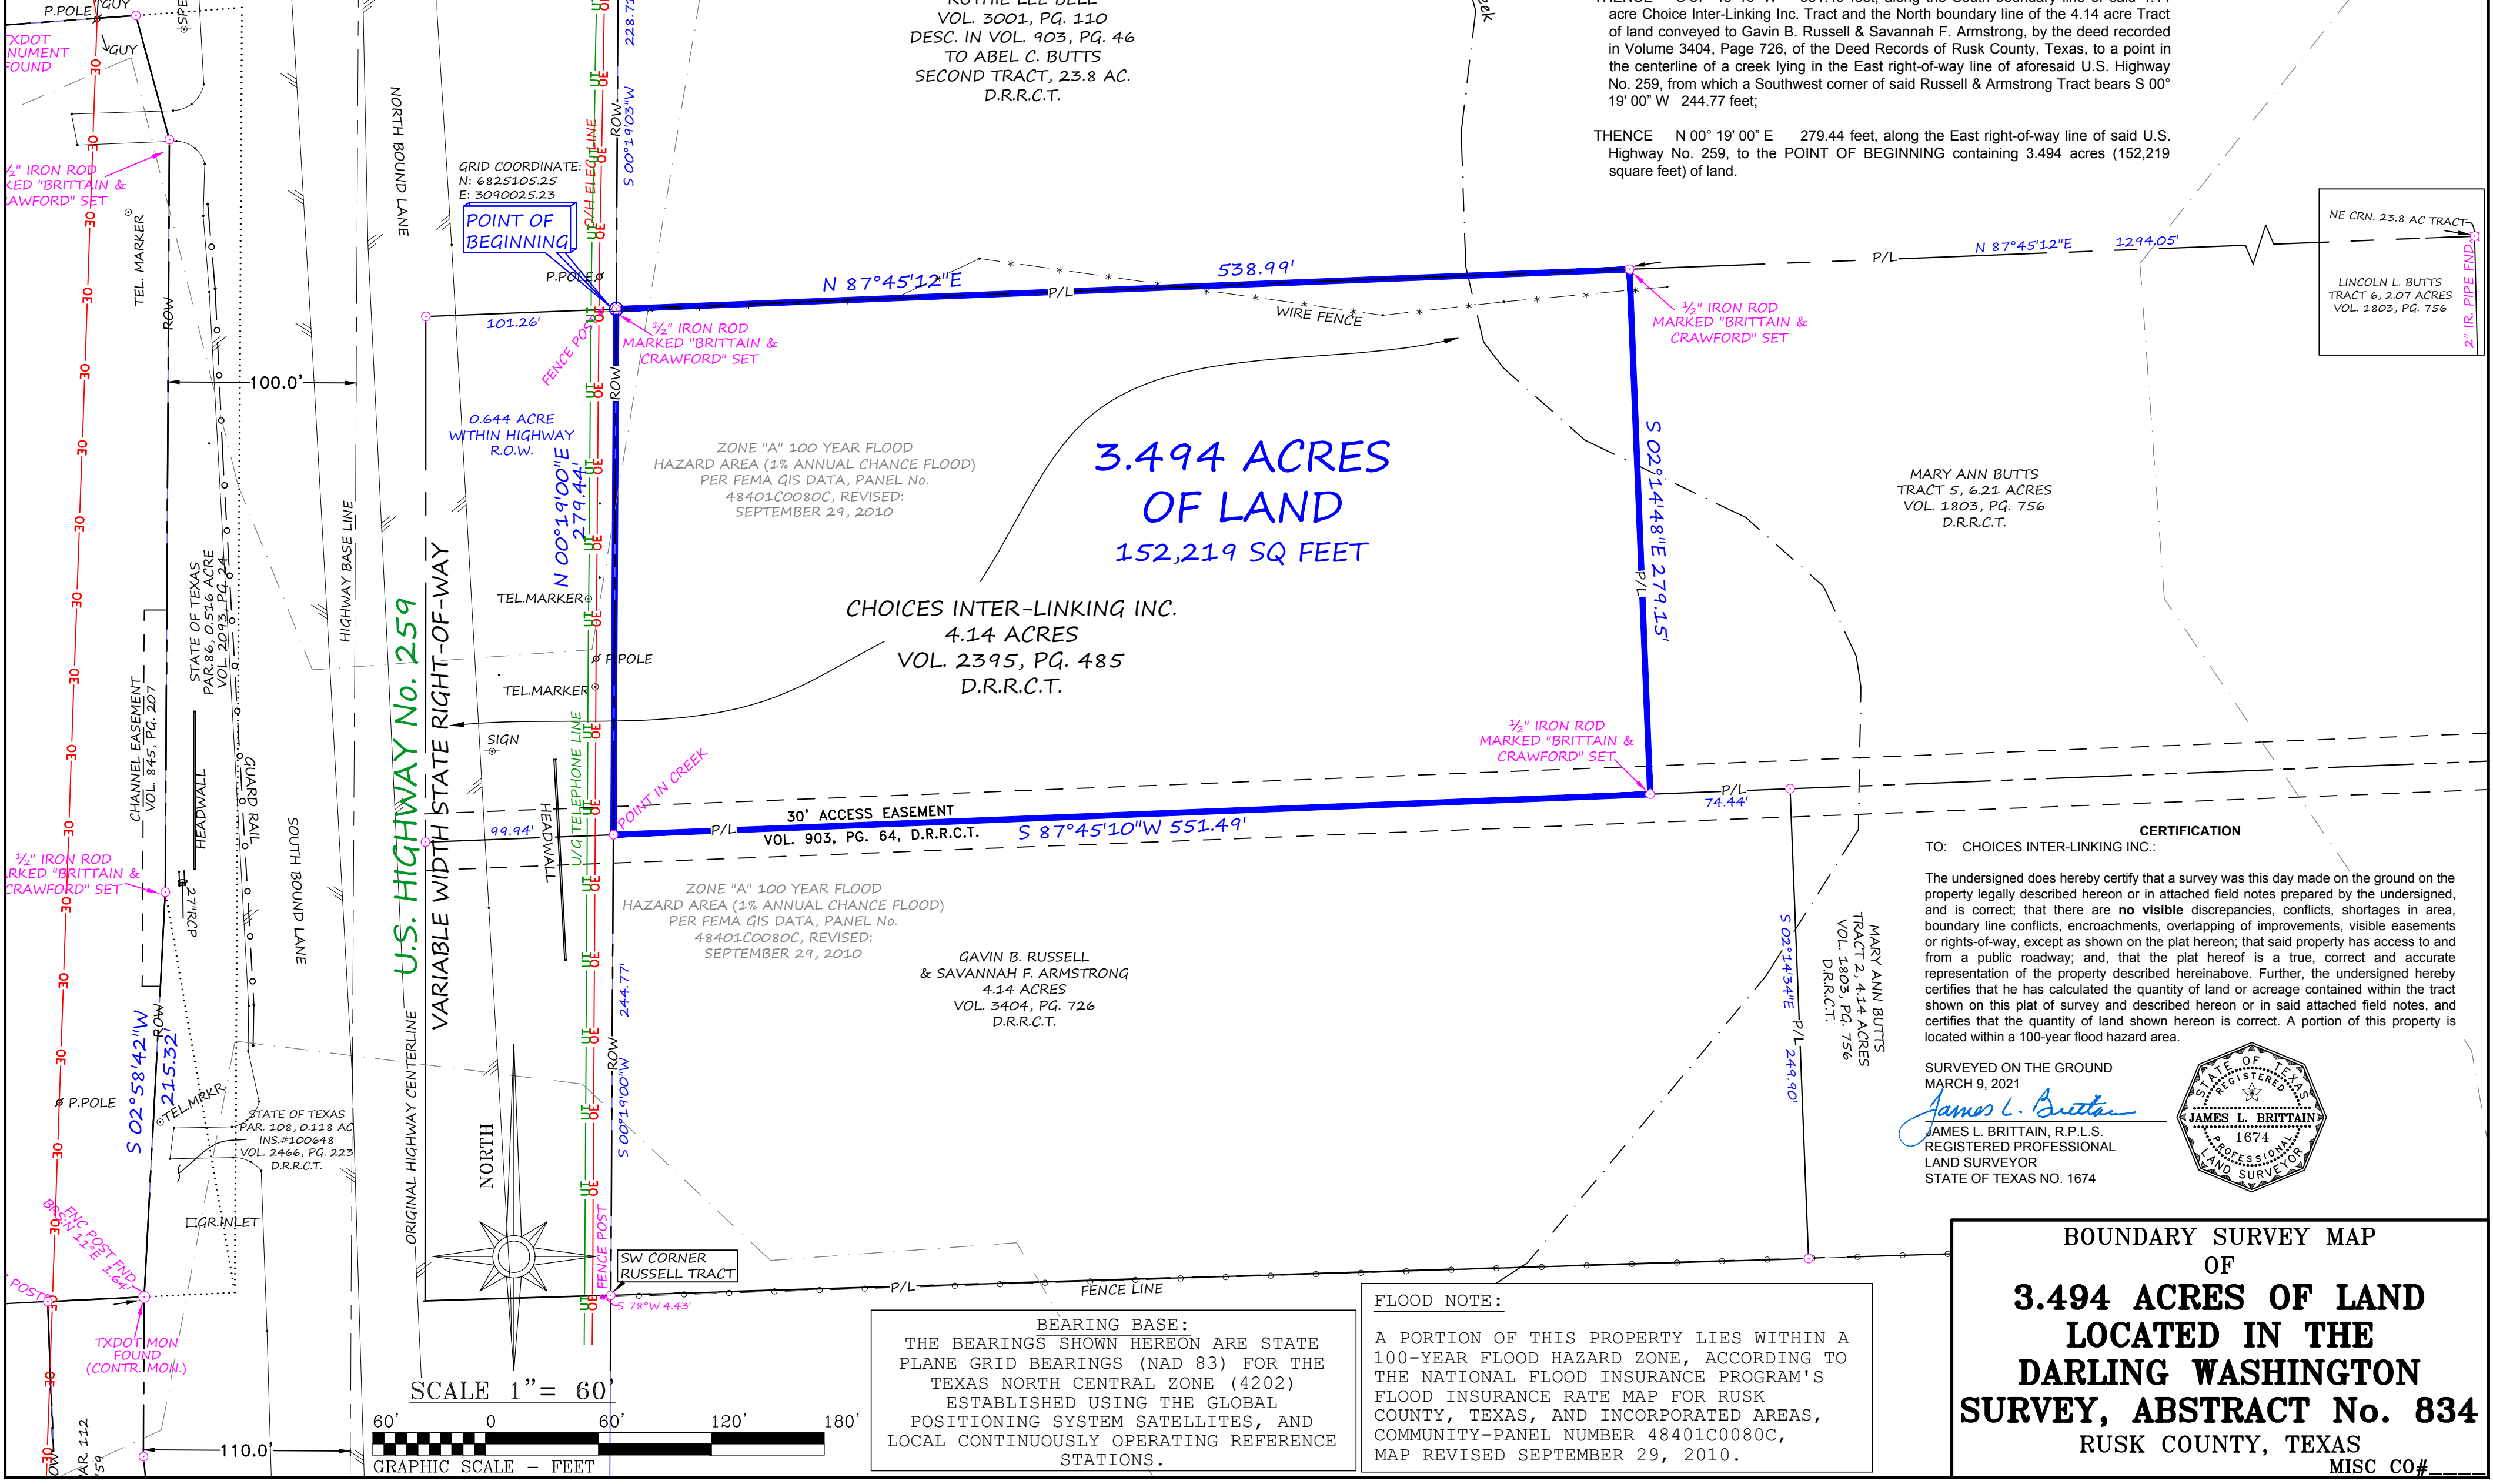 P.POLE
GUY
GUY
TXDOT
NUMENT
FOUND
VOL. 3001, PG. 110
DESC. IN VOL. 903, PG. 46
TO ABEL C. BUTTS
SECOND TRACT, 23.8 AC.
D.R.R.C.T.
acre Choice Inter-Linking Inc. Tract and the North boundary line of the 4.14 acre Tract
of land conveyed to Gavin B. Russell & Savannah F. Armstrong, by the deed recorded
in Volume 3404, Page 726, of the Deed Records of Rusk County, Texas, to a point in
the centerline of a creek lying in the East right-of-way line of aforesaid U.S. Highway
No. 259, from which a Southwest corner of said Russell & Armstrong Tract bears S 00°
19' 00" W 244.77 feet;
THENCE N 00° 19' 00" E 279.44 feet, along the East right-of-way line of said U.S.
Highway No. 259, to the POINT OF BEGINNING containing 3.494 acres (152,219
square feet) of land.
½" IRON ROD
KED "BRITTAIN &
AWFORD" SET
TEL. MARKER
ROW
NORTH BOUND LANE
GRID COORDINATE:
N: 6825105.25
E: 3090025.23
POINT OF
BEGINNING
P.POLE
O/H ELEC LINE
ROW
S 00°19'03"W 228.71
101.26'
FENCE POST
½" IRON ROD
MARKED "BRITTAIN &
CRAWFORD" SET
N 87°45'12"E
538.99'
P/L
WIRE FENCE
½" IRON ROD
MARKED "BRITTAIN &
CRAWFORD" SET
P/L
N 87°45'12"E 1294.05'
NE CRN. 23.8 AC TRACT
LINCOLN L. BUTTS
TRACT 6, 2.07 ACRES
VOL. 1803, PG. 756
2" IR. PIPE FND.
100.0'
0.644 ACRE
WITHIN HIGHWAY
R.O.W.
ROW
N 00°19'00"E
279.44'
ZONE "A" 100 YEAR FLOOD
HAZARD AREA (1% ANNUAL CHANCE FLOOD)
PER FEMA GIS DATA, PANEL No.
48401C0080C, REVISED:
SEPTEMBER 29, 2010
3.494 ACRES
OF LAND
152,219 SQ FEET
S 02°14'48"E 279.15'
P/L
MARY ANN BUTTS
TRACT 5, 6.21 ACRES
VOL. 1803, PG. 756
D.R.R.C.T.
HIGHWAY BASE LINE
STATE OF TEXAS
PAR.86, 0.516 ACRE
VOL. 2093, PG. 24
CHANNEL EASEMENT
VOL. 845, PG. 207
HEADWALL
GUARD RAIL
SOUTH BOUND LANE
U.S. HIGHWAY No. 259
VARIABLE WIDTH STATE RIGHT-OF-WAY
TEL.MARKER
P.POLE
TEL.MARKER
CHOICES INTER-LINKING INC.
4.14 ACRES
VOL. 2395, PG. 485
D.R.R.C.T.
SIGN
U/G TELEPHONE LINE
HEADWALL
POINT IN CREEK
½" IRON ROD
MARKED "BRITTAIN &
CRAWFORD" SET
99.94'
P/L
30' ACCESS EASEMENT
VOL. 903, PG. 64, D.R.R.C.T.
S 87°45'10"W 551.49'
P/L
74.44'
½" IRON ROD
RKED "BRITTAIN &
CRAWFORD" SET
27"RCP
ZONE "A" 100 YEAR FLOOD
HAZARD AREA (1% ANNUAL CHANCE FLOOD)
PER FEMA GIS DATA, PANEL No.
48401C0080C, REVISED:
SEPTEMBER 29, 2010
GAVIN B. RUSSELL
& SAVANNAH F. ARMSTRONG
4.14 ACRES
VOL. 3404, PG. 726
D.R.R.C.T.
S 02°14'34"E P/L 249.90'
MARY ANN BUTTS
TRACT 2, 4.14 ACRES
VOL. 1803, PG. 756
D.R.R.C.T.
CERTIFICATION
TO: CHOICES INTER-LINKING INC.:
The undersigned does hereby certify that a survey was this day made on the ground on the
property legally described hereon or in attached field notes prepared by the undersigned,
and is correct; that there are no visible discrepancies, conflicts, shortages in area,
boundary line conflicts, encroachments, overlapping of improvements, visible easements
or rights-of-way, except as shown on the plat hereon; that said property has access to and
from a public roadway; and, that the plat hereof is a true, correct and accurate
representation of the property described hereinabove. Further, the undersigned hereby
certifies that he has calculated the quantity of land or acreage contained within the tract
shown on this plat of survey and described hereon or in said attached field notes, and
certifies that the quantity of land shown hereon is correct. A portion of this property is
located within a 100-year flood hazard area.
SURVEYED ON THE GROUND
MARCH 9, 2021
James L. Brittain
JAMES L. BRITTAIN, R.P.L.S.
REGISTERED PROFESSIONAL
LAND SURVEYOR
STATE OF TEXAS NO. 1674
STATE OF TEXAS
REGISTERED
JAMES L. BRITTAIN
1674
PROFESSIONAL
LAND SURVEYOR
S 02°58'42"W
215.32'
ROW
P.POLE
TEL.MRKR.
STATE OF TEXAS
PAR. 108, 0.118 AC
INS.#100648
VOL. 2466, PG. 223
D.R.R.C.T.
GR.INLET
FNC POST FND.
BRS-N 11°E 1.64'
POST
TXDOT MON
FOUND
(CONTR. MON.)
110.0'
PAR. 112
ORIGINAL HIGHWAY CENTERLINE
NORTH
S 00°19'00"W 244.77'
ROW
FENCE POST
SW CORNER
RUSSELL TRACT
S 78°W 4.43'
P/L
FENCE LINE
SCALE 1"= 60'
60' 0 60' 120' 180'
GRAPHIC SCALE – FEET
BEARING BASE:
THE BEARINGS SHOWN HEREON ARE STATE
PLANE GRID BEARINGS (NAD 83) FOR THE
TEXAS NORTH CENTRAL ZONE (4202)
ESTABLISHED USING THE GLOBAL
POSITIONING SYSTEM SATELLITES, AND
LOCAL CONTINUOUSLY OPERATING REFERENCE
STATIONS.
FLOOD NOTE:
A PORTION OF THIS PROPERTY LIES WITHIN A
100-YEAR FLOOD HAZARD ZONE, ACCORDING TO
THE NATIONAL FLOOD INSURANCE PROGRAM'S
FLOOD INSURANCE RATE MAP FOR RUSK
COUNTY, TEXAS, AND INCORPORATED AREAS,
COMMUNITY-PANEL NUMBER 48401C0080C,
MAP REVISED SEPTEMBER 29, 2010.
BOUNDARY SURVEY MAP
OF
3.494 ACRES OF LAND
LOCATED IN THE
DARLING WASHINGTON
SURVEY, ABSTRACT No. 834
RUSK COUNTY, TEXAS
MISC CO#____